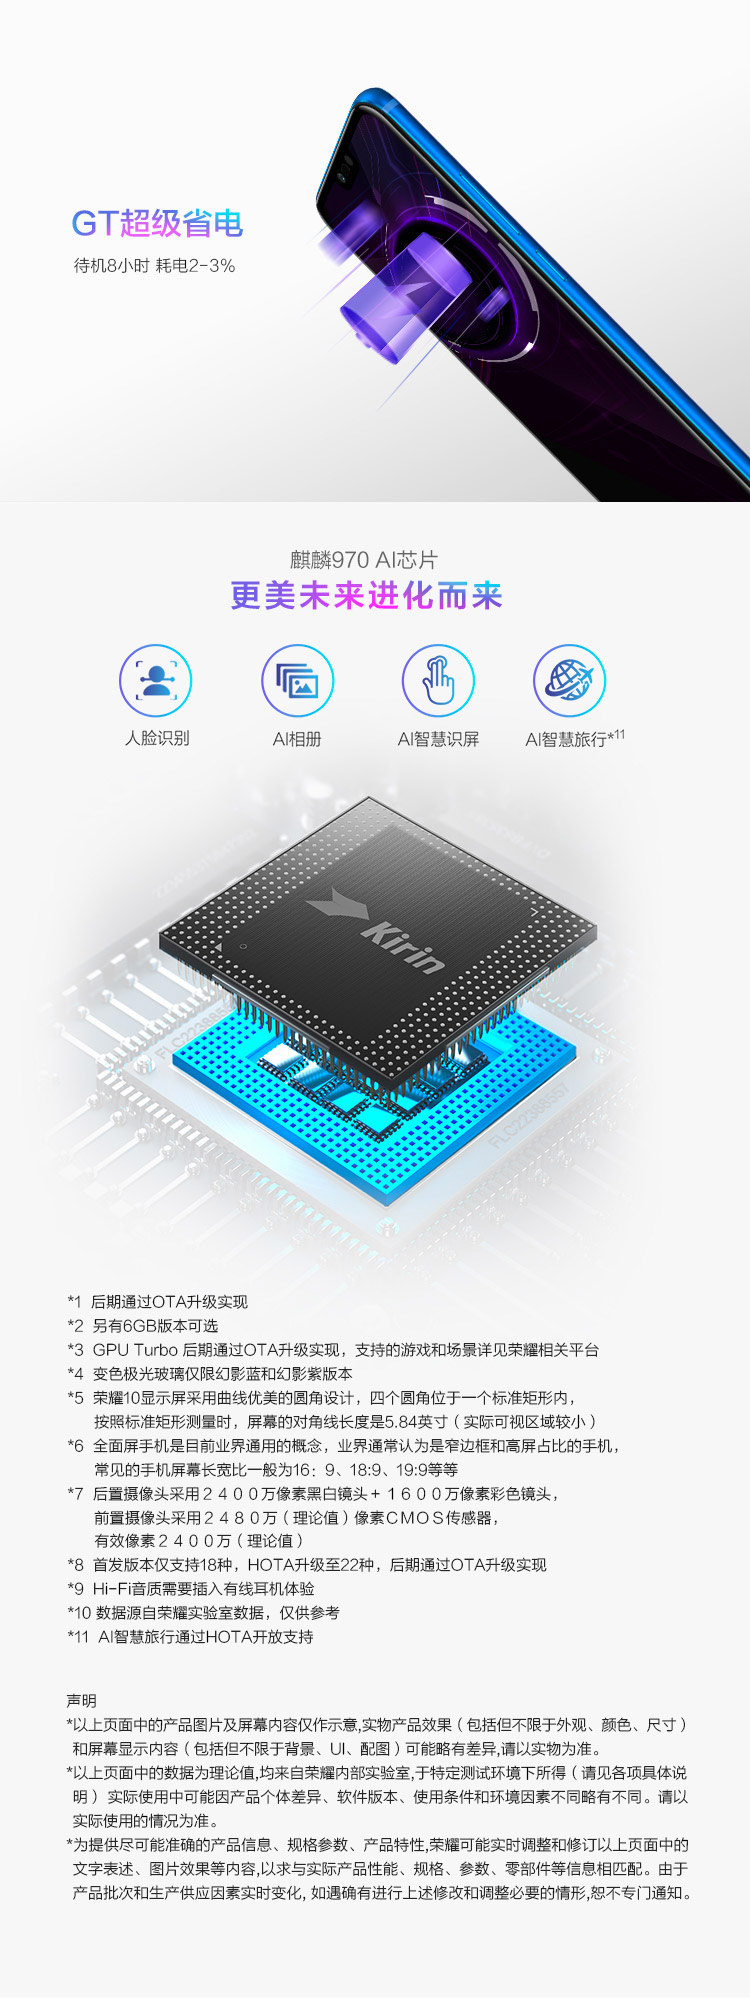 GT超级省电
待机8小时 耗电2-3%
麒麟970 AI芯片
更美未来进化而来
人脸识别 AI相册 AI智慧识屏 AI智慧旅行*11
Kirin
FLC22388557
*1 后期通过OTA升级实现
*2 另有6GB版本可选
*3 GPU Turbo 后期通过OTA升级实现，支持的游戏和场景详见荣耀相关平台
*4 变色极光玻璃仅限幻影蓝和幻影紫版本
*5 荣耀10显示屏采用曲线优美的圆角设计，四个圆角位于一个标准矩形内，
按照标准矩形测量时，屏幕的对角线长度是5.84英寸（实际可视区域较小）
*6 全面屏手机是目前业界通用的概念，业界通常认为是窄边框和高屏占比的手机，
常见的手机屏幕长宽比一般为16：9、18:9、19:9等等
*7 后置摄像头采用２４００万像素黑白镜头+１６００万像素彩色镜头，
前置摄像头采用２４８０万（理论值）像素ＣＭＯＳ传感器，
有效像素２４００万（理论值）
*8 首发版本仅支持18种，HOTA升级至22种，后期通过OTA升级实现
*9 Hi-Fi音质需要插入有线耳机体验
*10 数据源自荣耀实验室数据，仅供参考
*11 AI智慧旅行通过HOTA开放支持
声明
*以上页面中的产品图片及屏幕内容仅作示意,实物产品效果（包括但不限于外观、颜色、尺寸）
和屏幕显示内容（包括但不限于背景、UI、配图）可能略有差异,请以实物为准。
*以上页面中的数据为理论值,均来自荣耀内部实验室,于特定测试环境下所得（请见各项具体说
明） 实际使用中可能因产品个体差异、软件版本、使用条件和环境因素不同略有不同。请以
实际使用的情况为准。
*为提供尽可能准确的产品信息、规格参数、产品特性,荣耀可能实时调整和修订以上页面中的
文字表述、图片效果等内容,以求与实际产品性能、规格、参数、零部件等信息相匹配。由于
产品批次和生产供应因素实时变化, 如遇确有进行上述修改和调整必要的情形,恕不专门通知。